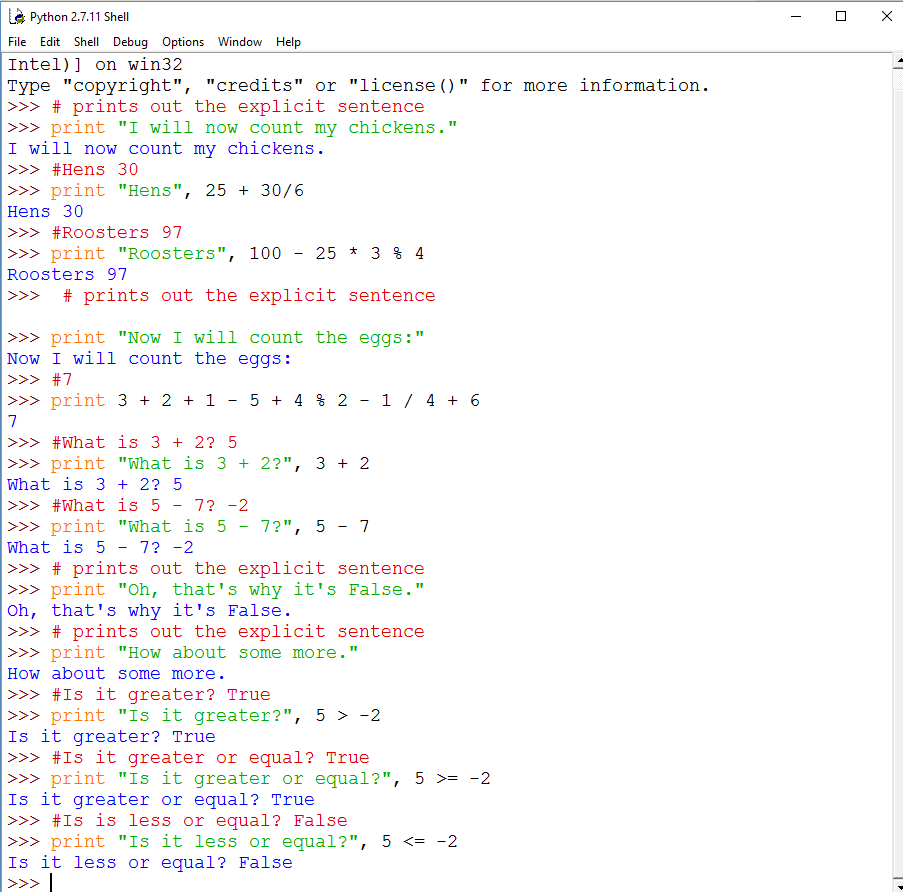 Python 2.7.11 Shell
File Edit Shell Debug Options Window Help
Intel)] on win32
Type "copyright", "credits" or "license()" for more information.
>>> # prints out the explicit sentence
>>> print "I will now count my chickens."
I will now count my chickens.
>>> #Hens 30
>>> print "Hens", 25 + 30/6
Hens 30
>>> #Roosters 97
>>> print "Roosters", 100 - 25 * 3 % 4
Roosters 97
>>>  # prints out the explicit sentence
>>> print "Now I will count the eggs:"
Now I will count the eggs:
>>> #7
>>> print 3 + 2 + 1 - 5 + 4 % 2 - 1 / 4 + 6
7
>>> #What is 3 + 2? 5
>>> print "What is 3 + 2?", 3 + 2
What is 3 + 2? 5
>>> #What is 5 - 7? -2
>>> print "What is 5 - 7?", 5 - 7
What is 5 - 7? -2
>>> # prints out the explicit sentence
>>> print "Oh, that's why it's False."
Oh, that's why it's False.
>>> # prints out the explicit sentence
>>> print "How about some more."
How about some more.
>>> #Is it greater? True
>>> print "Is it greater?", 5 > -2
Is it greater? True
>>> #Is it greater or equal? True
>>> print "Is it greater or equal?", 5 >= -2
Is it greater or equal? True
>>> #Is is less or equal? False
>>> print "Is it less or equal?", 5 <= -2
Is it less or equal? False
>>>